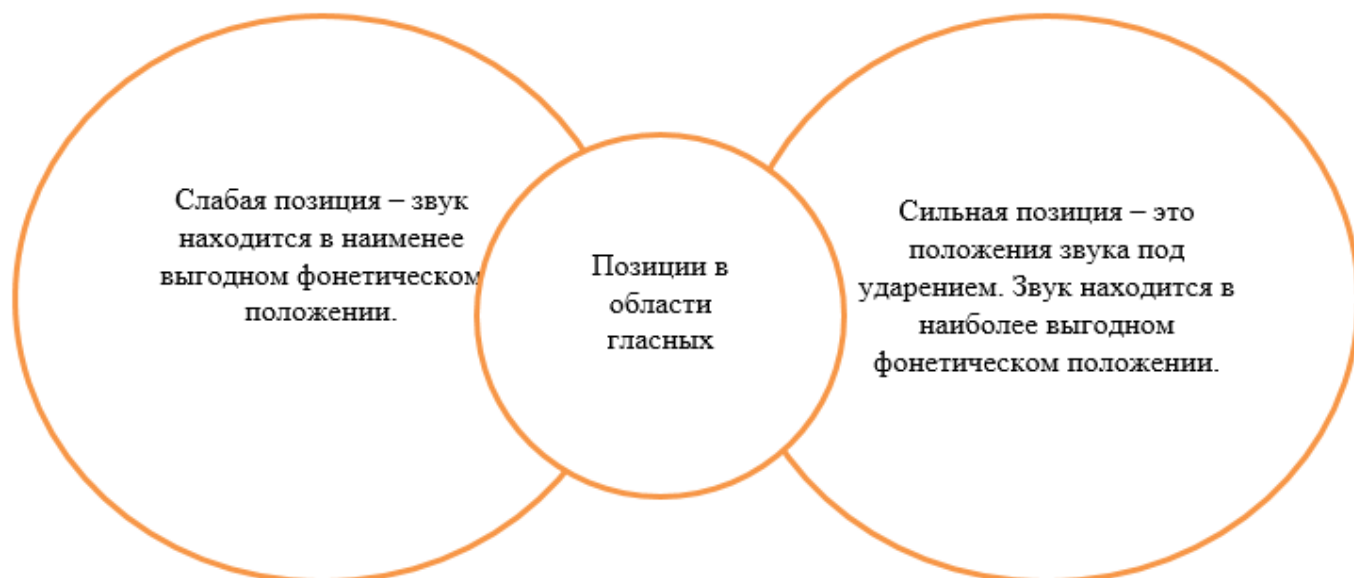 Слабая позиция – звук
находится в наименее
выгодном фонетическом
положении.
Позиции в
области
гласных
Сильная позиция – это
положения звука под
ударением. Звук находится в
наиболее выгодном
фонетическом положении.